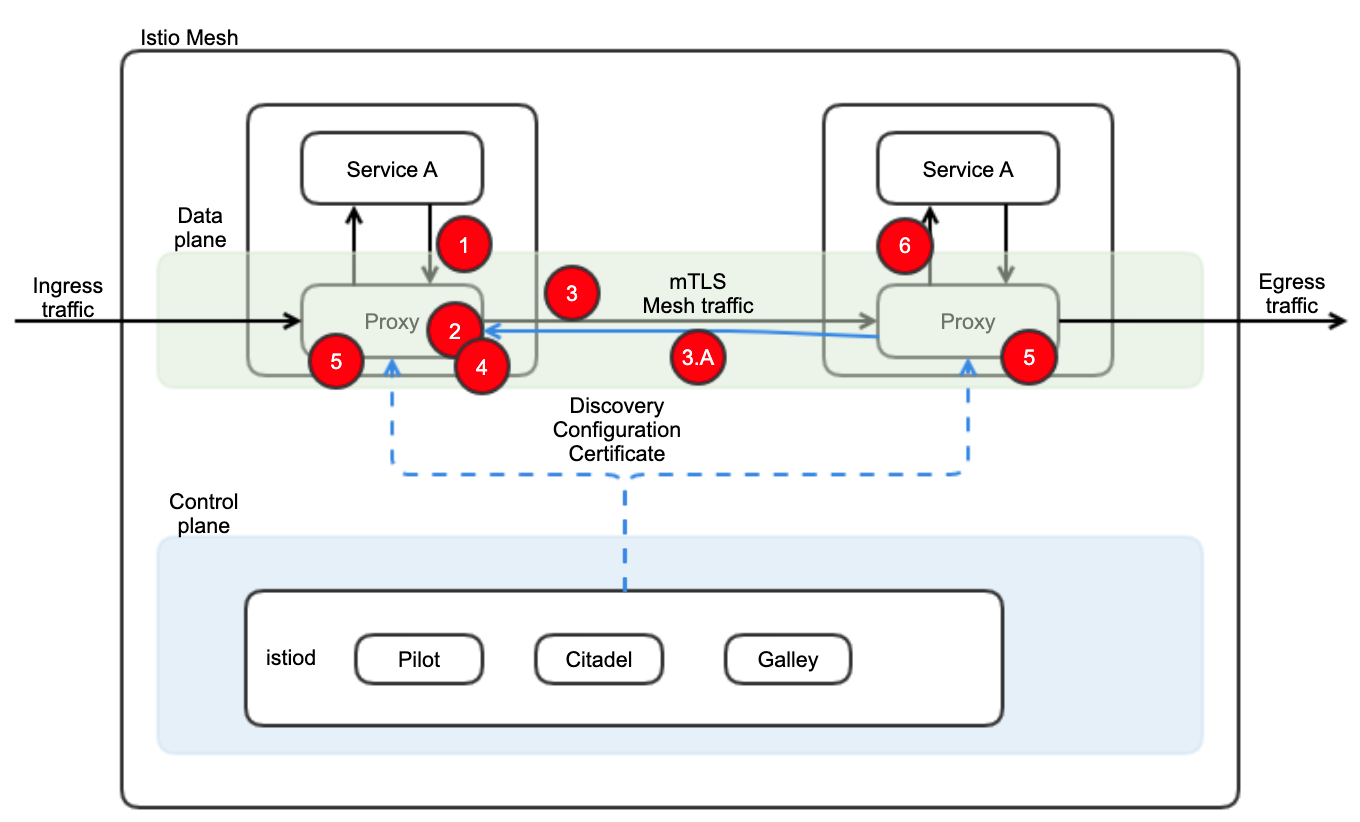 Istio Mesh
Service A
Service A
Data
plane
1
6
Ingress
traffic
3
mTLS
Mesh traffic
Egress
traffic
Proxy
2
Proxy
5
4
3.A
5
Discovery
Configuration
Certificate
Control
plane
istiod
Pilot
Citadel
Galley